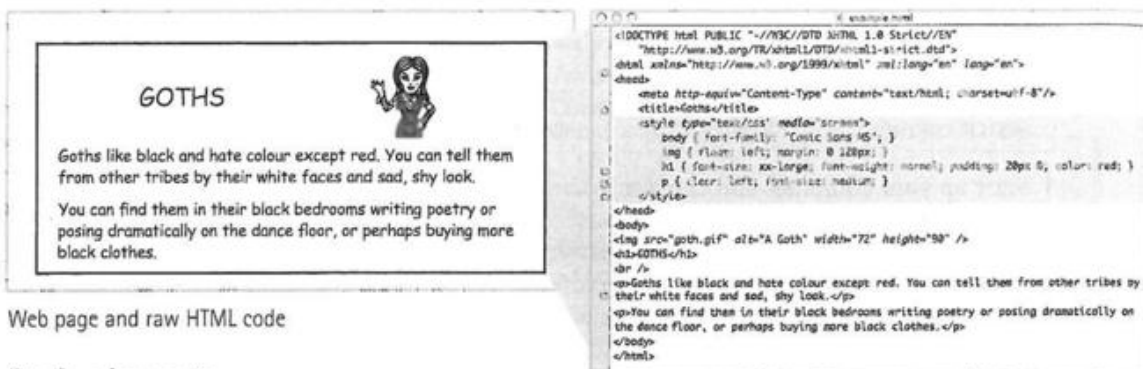 GOTHS
Goths like black and hate colour except red. You can tell them
from other tribes by their white faces and sad, shy look.
You can find them in their black bedrooms writing poetry or
posing dramatically on the dance floor, or perhaps buying more
black clothes.
Web page and raw HTML code
example.html
<!DOCTYPE html PUBLIC "-//W3C//DTD XHTML 1.0 Strict//EN"
"http://www.w3.org/TR/xhtml1/DTD/xhtml1-strict.dtd">
<html xmlns="http://www.w3.org/1999/xhtml" xml:lang="en" lang="en">
<head>
<meta http-equiv="Content-Type" content="text/html; charset=utf-8"/>
<title>Goths</title>
<style type="text/css" media="screen">
body { font-family: "Comic Sans MS"; }
img { float: left; margin: 0 120px; }
h1 { font-size: xx-large; font-weight: normal; padding: 20px 0; color: red; }
p { clear: left; font-size: medium; }
</style>
</head>
<body>
<img src="goth.gif" alt="A Goth" width="72" height="90" />
<h1>GOTHS</h1>
<br />
<p>Goths like black and hate colour except red. You can tell them from other tribes by
their white faces and sad, shy look.</p>
<p>You can find them in their black bedrooms writing poetry or posing dramatically on
the dance floor, or perhaps buying more black clothes.</p>
</body>
</html>